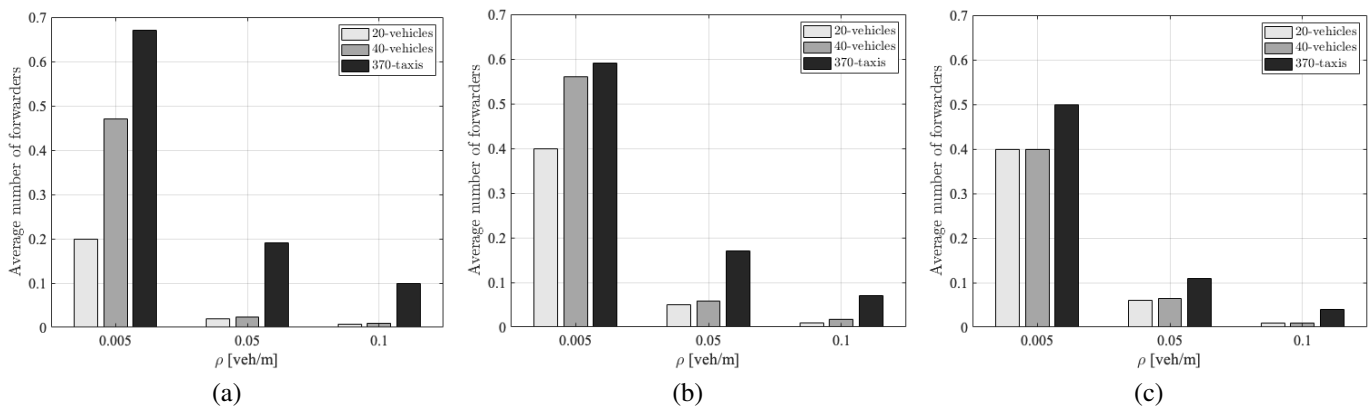 Average number of forwarders
0.7
0.6
0.5
0.4
0.3
0.2
0.1
0
20-vehicles
40-vehicles
370-taxis
0.005
0.05
0.1
ρ [veh/m]
(a)
Average number of forwarders
0.7
0.6
0.5
0.4
0.3
0.2
0.1
0
20-vehicles
40-vehicles
370-taxis
0.005
0.05
0.1
ρ [veh/m]
(b)
Average number of forwarders
0.7
0.6
0.5
0.4
0.3
0.2
0.1
0
20-vehicles
40-vehicles
370-taxis
0.005
0.05
0.1
ρ [veh/m]
(c)